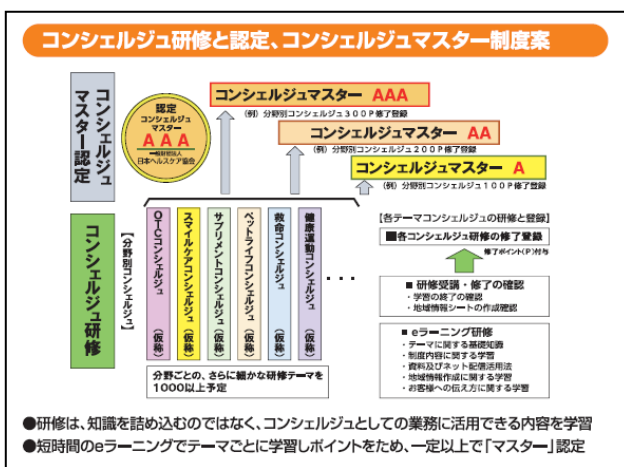 コンシェルジュ研修と認定、コンシェルジュマスター制度案
コンシェルジュ
マスター認定
認定
コンシェルジュ
マスター
AAA
一般財団法人
日本ヘルスケア協会
コンシェルジュマスター AAA
(例)分野別コンシェルジュ300P修了登録
コンシェルジュマスター AA
(例)分野別コンシェルジュ200P修了登録
コンシェルジュマスター A
(例)分野別コンシェルジュ100P修了登録
コンシェルジュ研修
【分野別コンシェルジュ】
OTCコンシェルジュ(仮称)
スマイルケアコンシェルジュ(仮称)
サプリメントコンシェルジュ(仮称)
ペットライフコンシェルジュ(仮称)
救命コンシェルジュ(仮称)
健康運動コンシェルジュ(仮称)
・・・
分野ごとの、さらに細かな研修テーマを
1000以上予定
【各テーマコンシェルジュの研修と登録】
■各コンシェルジュ研修の修了登録
修了ポイント(P)付与
■ 研修受講・修了の確認
・学習の終了の確認
・地域情報シートの作成確認
■ eラーニング研修
・テーマに関する基礎知識
・制度内容に関する学習
・資料及びネット配信活用法
・地域情報作成に関する学習
・お客様への伝え方に関する学習
●研修は、知識を詰め込むのではなく、コンシェルジュとしての業務に活用できる内容を学習
●短時間のeラーニングでテーマごとに学習しポイントをため、一定以上で「マスター」認定